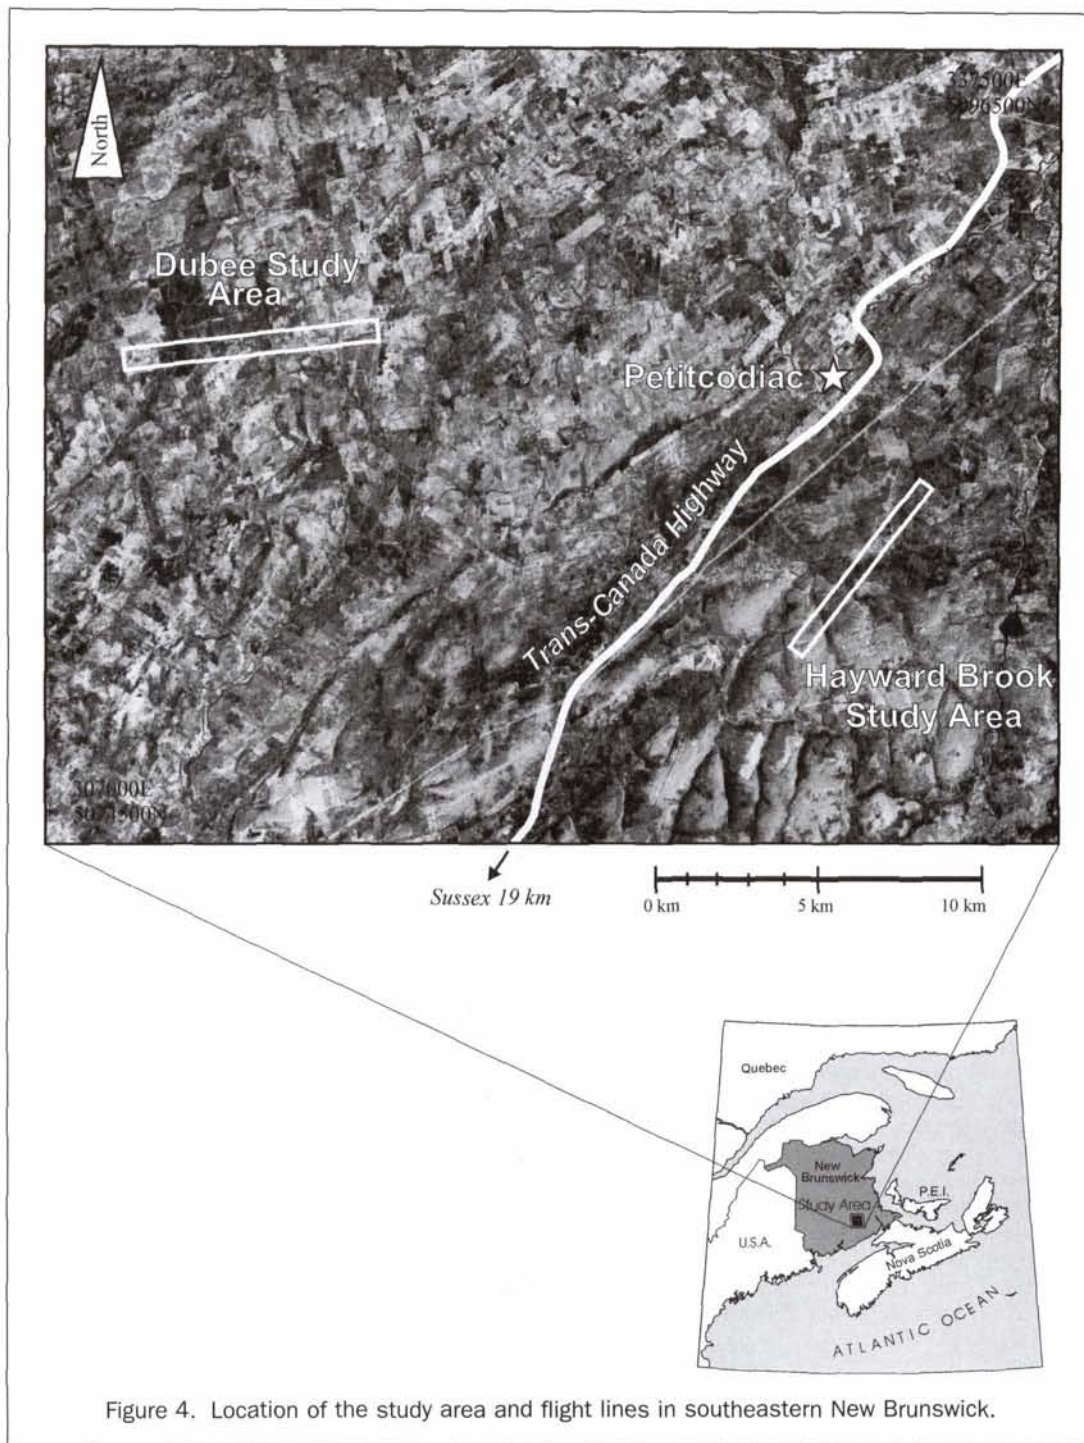 North
337500E
5096500N
Dubee Study
Area
Petitcodiac
Trans-Canada Highway
Hayward Brook
Study Area
307000E
5071500N
Sussex 19 km
0 km 5 km 10 km
Quebec
New
Brunswick
Study Area
P.E.I.
U.S.A.
Nova Scotia
ATLANTIC OCEAN
Figure 4. Location of the study area and flight lines in southeastern New Brunswick.